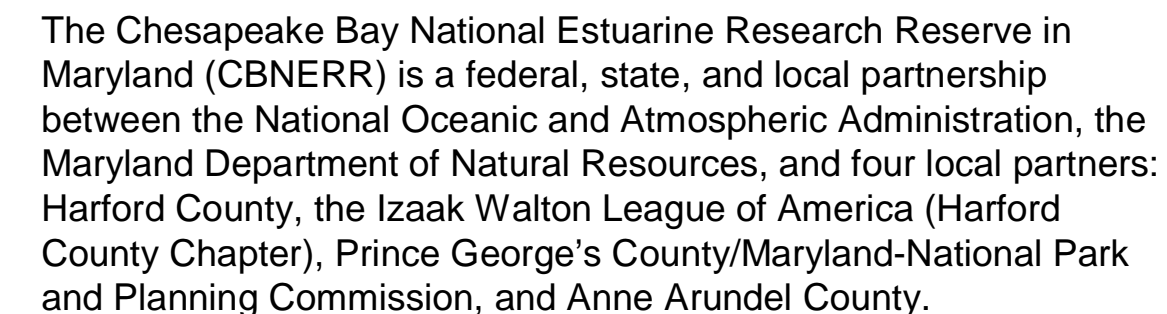 The Chesapeake Bay National Estuarine Research Reserve in
Maryland (CBNERR) is a federal, state, and local partnership
between the National Oceanic and Atmospheric Administration, the
Maryland Department of Natural Resources, and four local partners:
Harford County, the Izaak Walton League of America (Harford
County Chapter), Prince George’s County/Maryland-National Park
and Planning Commission, and Anne Arundel County.